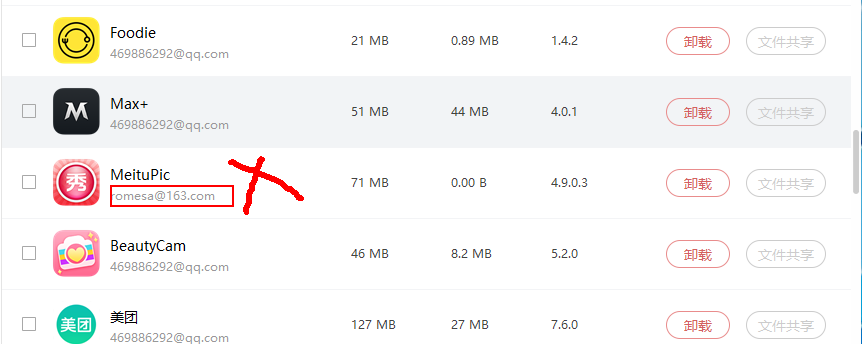 Foodie
469886292@qq.com
21 MB
0.89 MB
1.4.2
卸载
文件共享
M
Max+
469886292@qq.com
51 MB
44 MB
4.0.1
卸载
文件共享
秀
MeituPic
romesa@163.com
71 MB
0.00 B
4.9.0.3
卸载
文件共享
BeautyCam
469886292@qq.com
46 MB
8.2 MB
5.2.0
卸载
文件共享
美团
美团
469886292@qq.com
127 MB
27 MB
7.6.0
卸载
文件共享